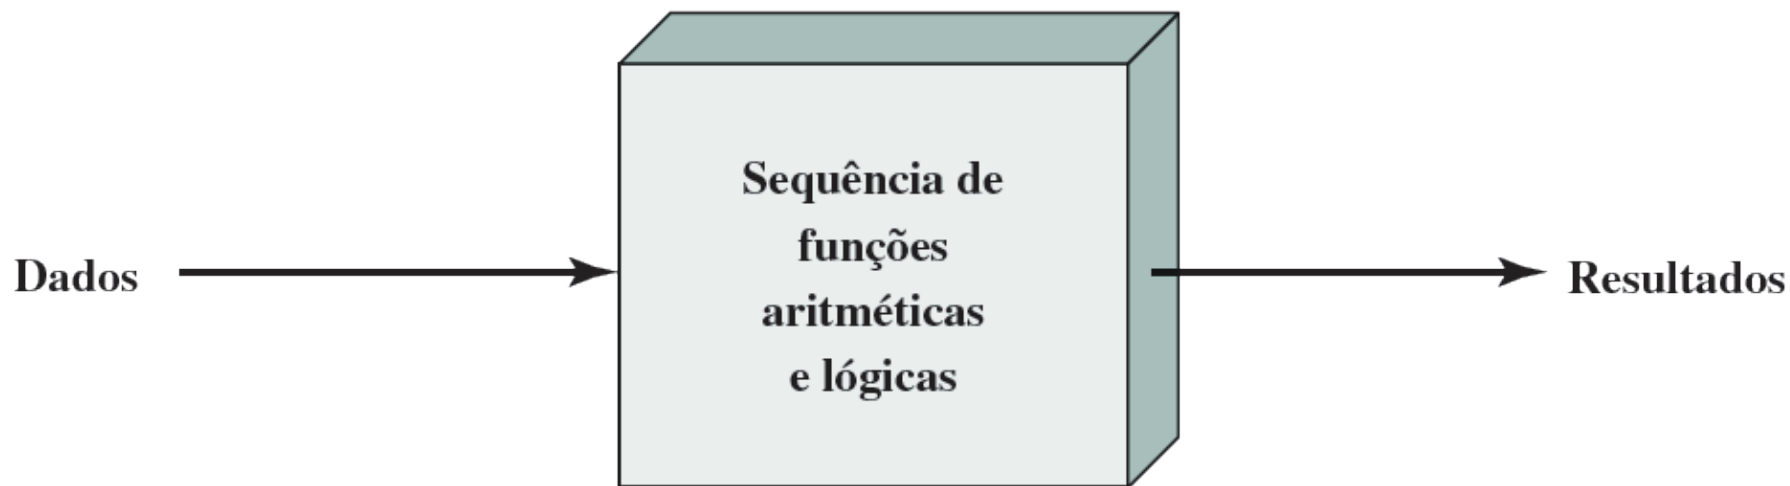 Dados
Sequência de
funções
aritméticas
e lógicas
Resultados